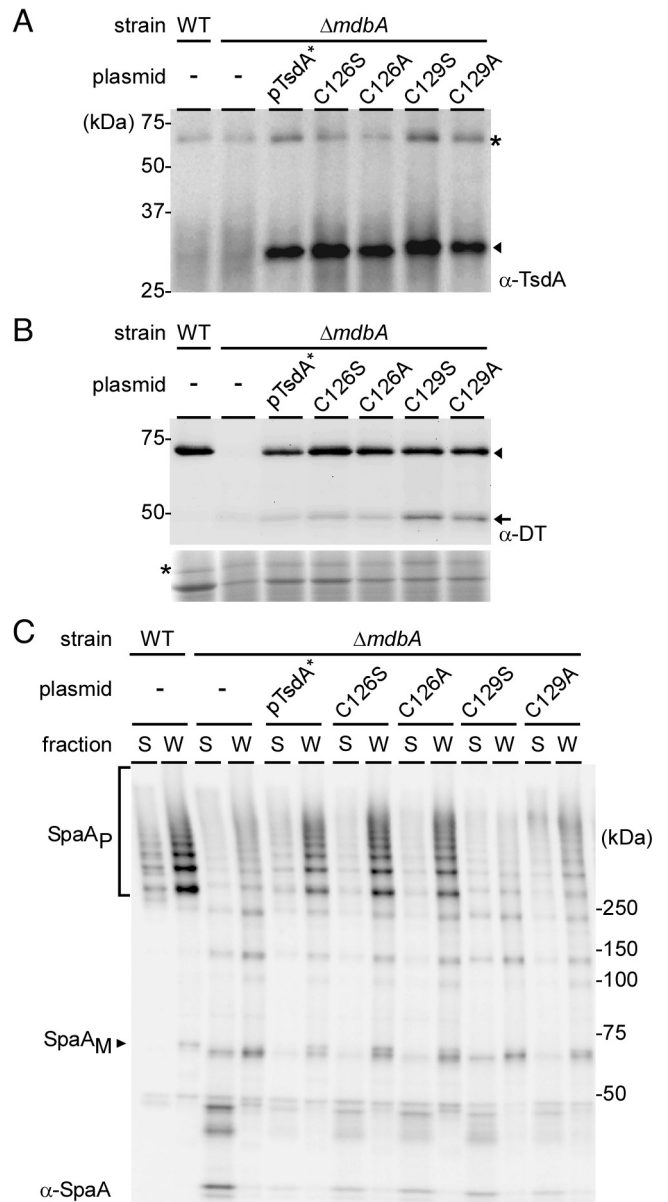 A
strain WT ΔmdbA
plasmid - - pTsdA* C126S C126A C129S C129A
(kDa) 75-
*
50-
37-
25-
α-TsdA
B
strain WT ΔmdbA
plasmid - - pTsdA* C126S C126A C129S C129A
75-
50-
α-DT
*
C
strain WT ΔmdbA
plasmid - - pTsdA* C126S C126A C129S C129A
fraction S W S W S W S W S W S W S W
SpaAP
(kDa)
-250
-150
-100
SpaAM
-75
-50
α-SpaA